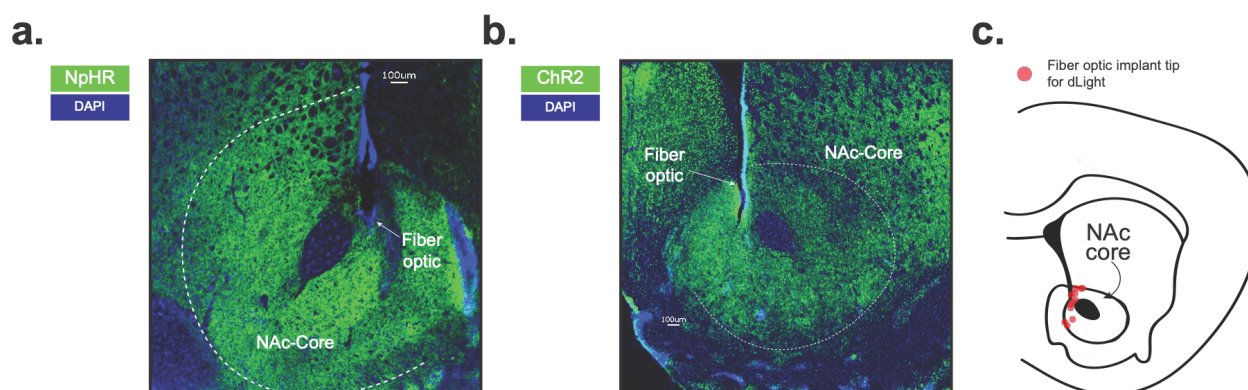 a.
NpHR
DAPI
100um
Fiber
optic
NAc-Core
b.
ChR2
DAPI
NAc-Core
Fiber
optic
100um
c.
Fiber optic implant tip
for dLight
NAc
core